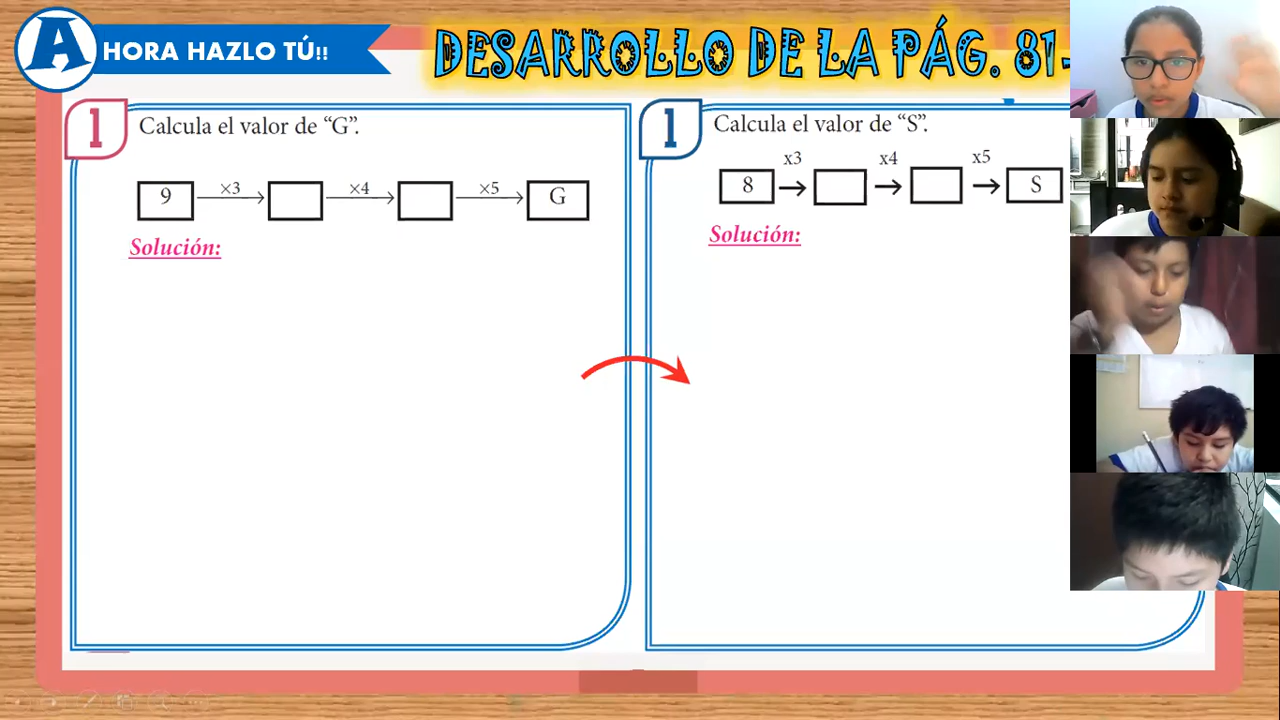 AHORA HAZLO TÚ!!
DESARROLLO DE LA PÁG. 81-
1
Calcula el valor de “G”.
9 ×3 ×4 ×5 G
Solución:
1
Calcula el valor de “S”.
8 x3 x4 x5 S
Solución: